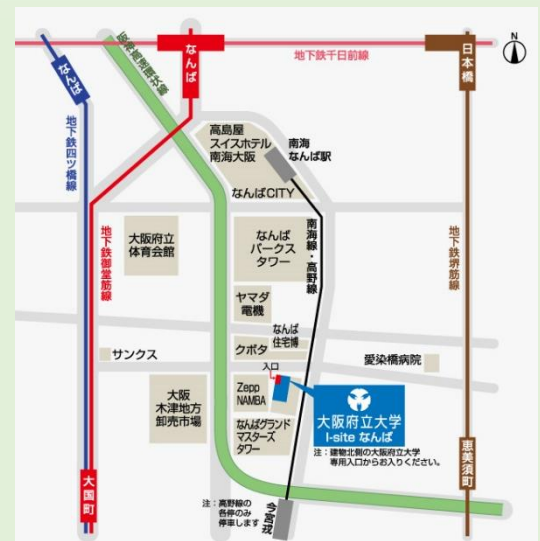 なんば
なんば
日本橋
N
地下鉄千日前線
阪神高速環状線
地下鉄四ツ橋線
高島屋
スイスホテル
南海大阪
南海
なんば駅
なんばCITY
地下鉄御堂筋線
大阪府立
体育会館
なんば
パークス
タワー
南海線・高野線
地下鉄堺筋線
ヤマダ
電機
なんば
住宅博
クボタ
サンクス
愛染橋病院
入口
大阪
木津地方
卸売市場
Zepp
NAMBA
大阪府立大学
I-site なんば
なんばグランド
マスターズ
タワー
注：建物北側の大阪府立大学
専用入口からお入りください。
大国町
恵美須町
注：高野線の
各停のみ
停車します
今宮戎